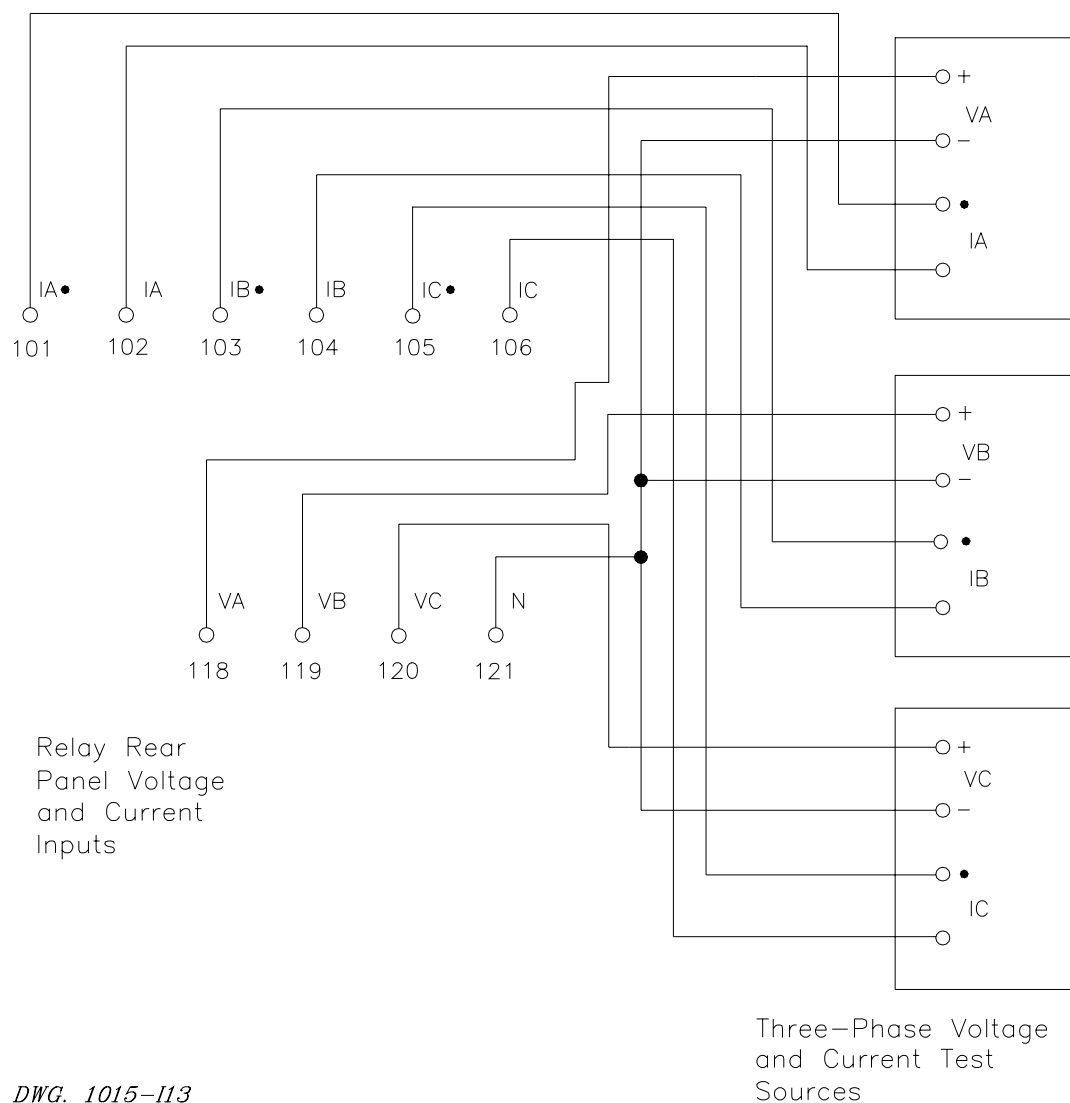 +
VA
−
•
IA
IA• IA IB• IB IC• IC
101 102 103 104 105 106
+
VB
−
•
IB
VA VB VC N
118 119 120 121
+
VC
−
•
IC
Relay Rear
Panel Voltage
and Current
Inputs
Three−Phase Voltage
and Current Test
Sources
DWG. 1015−I13